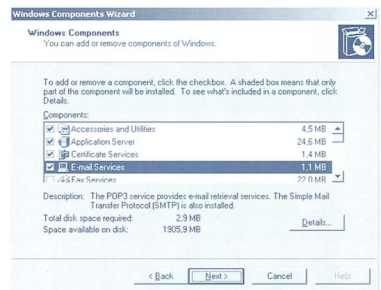 Windows Components Wizard
Windows Components
You can add or remove components of Windows.
To add or remove a component, click the checkbox. A shaded box means that only
part of the component will be installed. To see what's included in a component, click
Details.
Components:
Accessories and Utilities 4,5 MB
Application Server 24,6 MB
Certificate Services 1,4 MB
E-mail Services 1,1 MB
Fax Services 22,0 MB
Description: The POP3 service provides e-mail retrieval services. The Simple Mail
Transfer Protocol (SMTP) is also installed.
Total disk space required: 2,9 MB
Space available on disk: 1905,9 MB
Details...
< Back
Next >
Cancel
Help